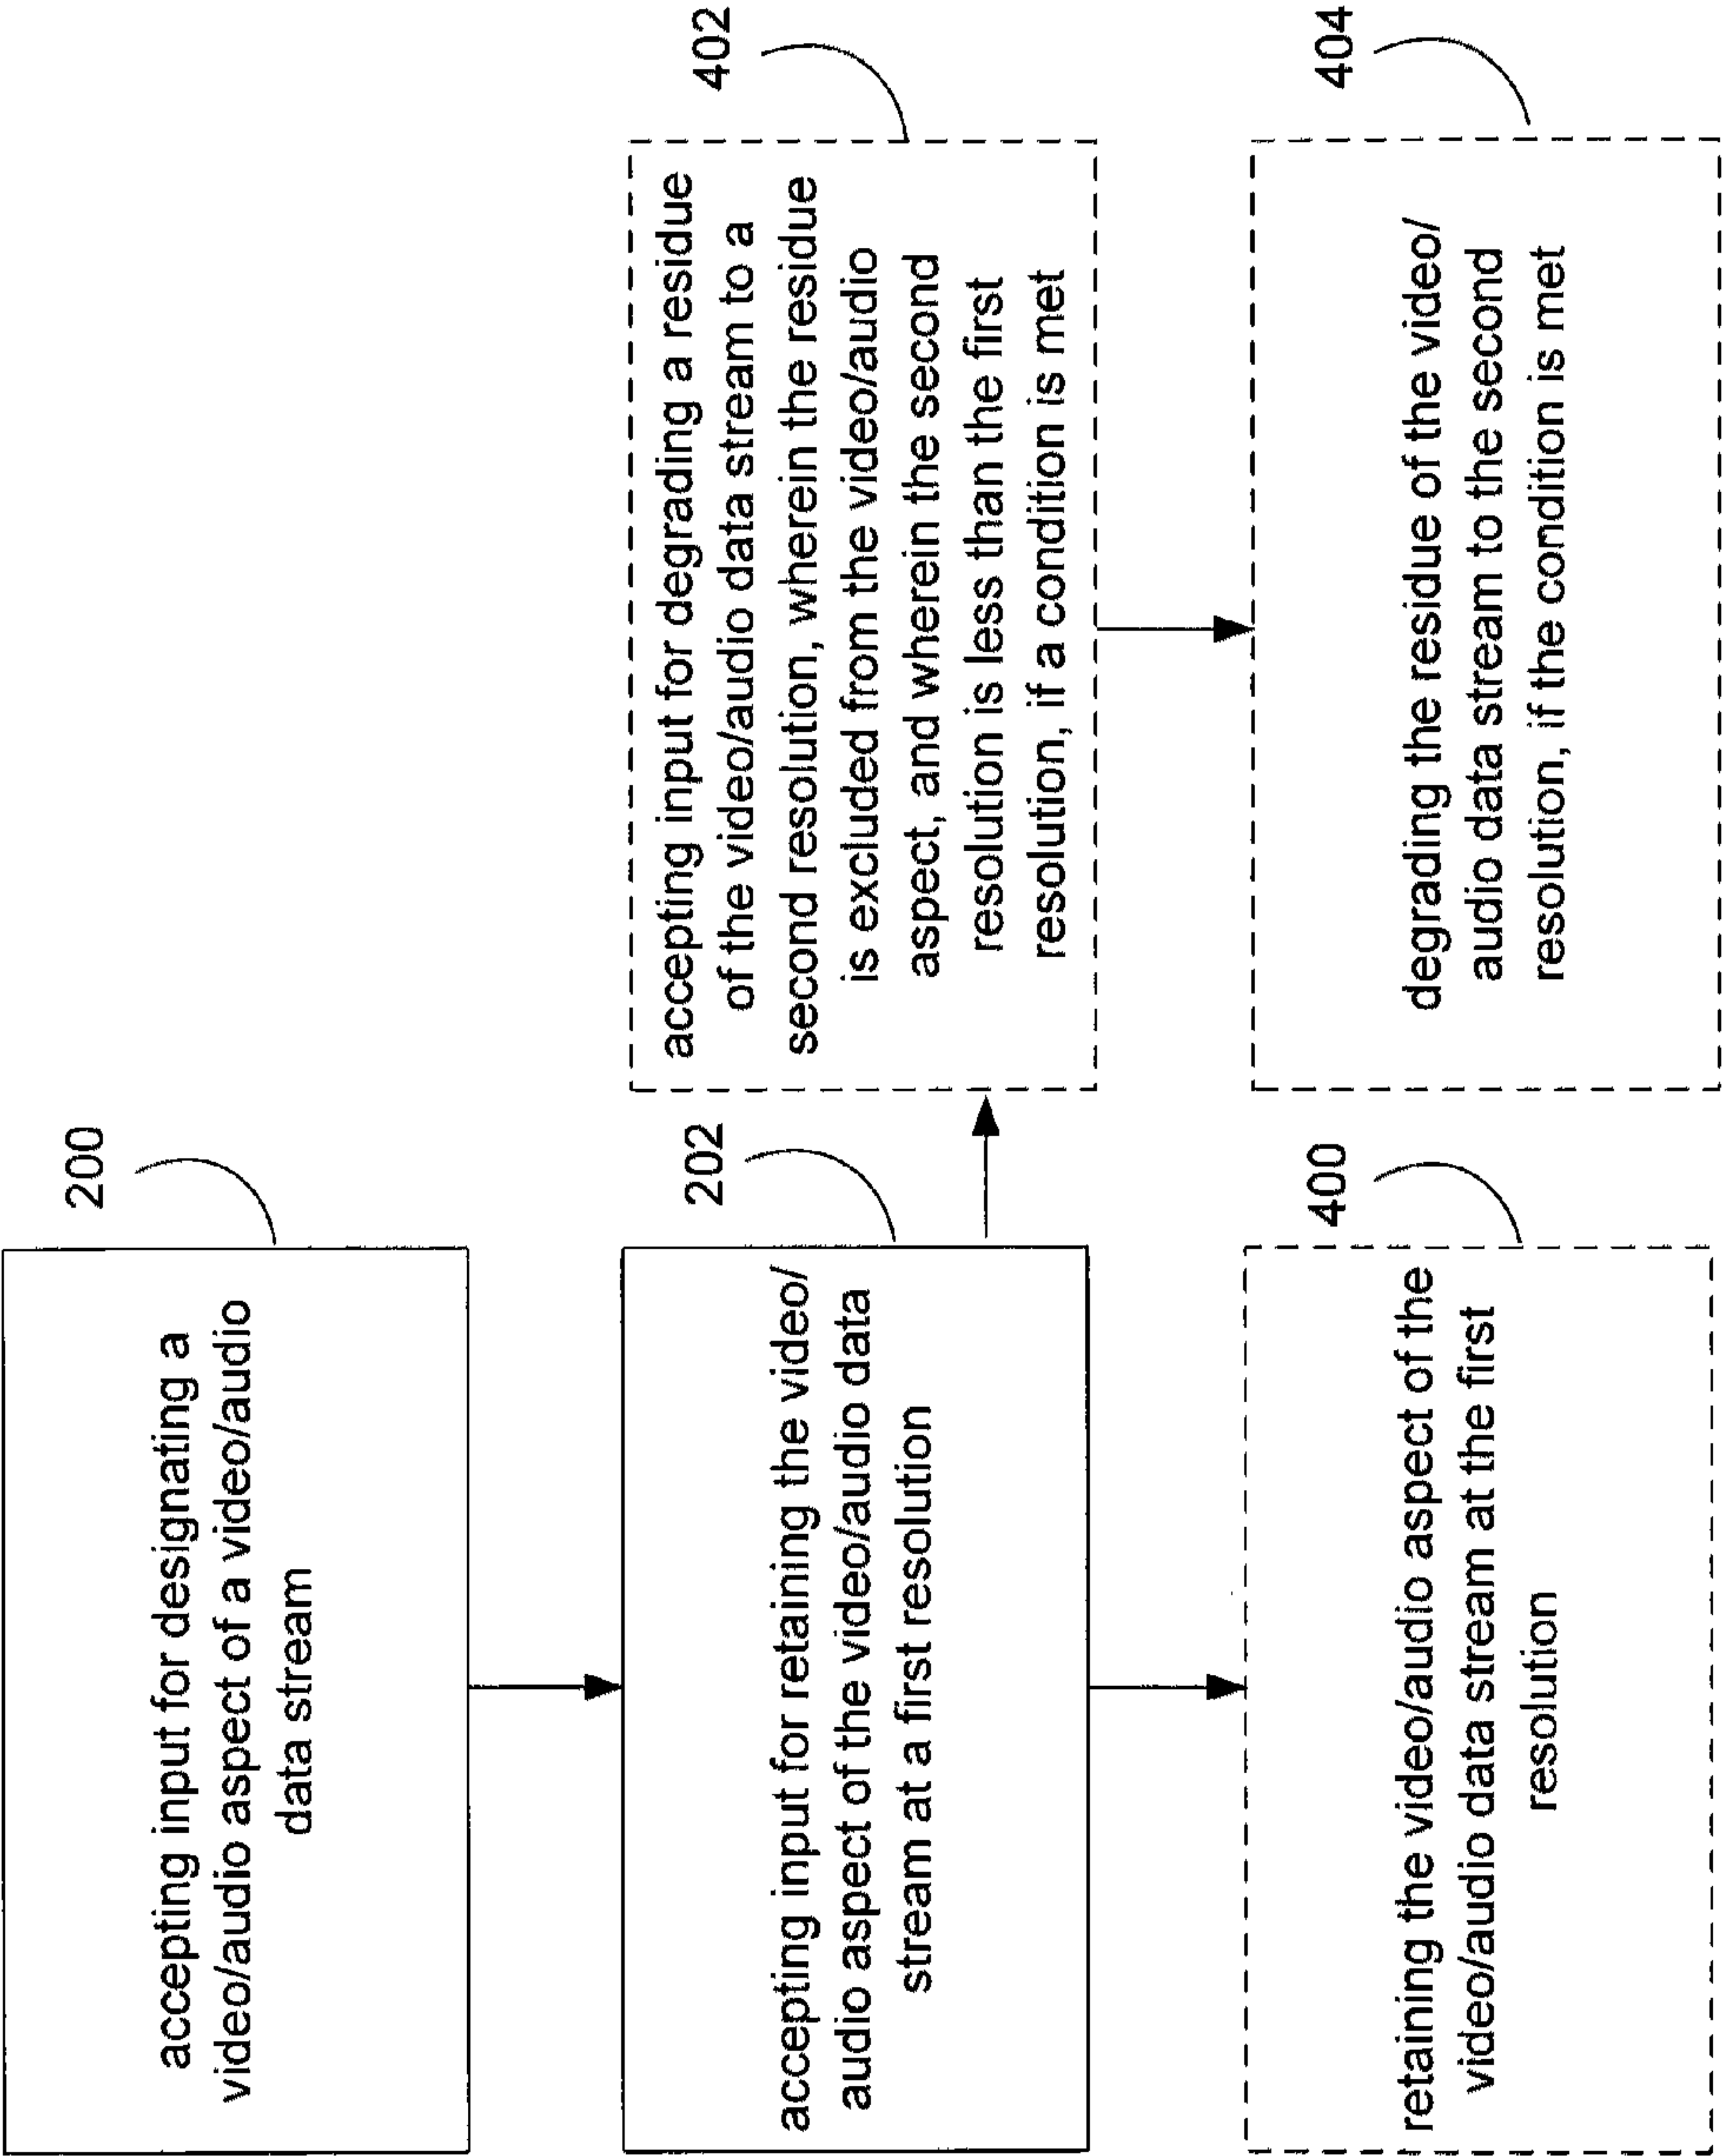 200
accepting input for designating a
video/audio aspect of a video/audio
data stream
202
accepting input for retaining the video/
audio aspect of the video/audio data
stream at a first resolution
400
retaining the video/audio aspect of the
video/audio data stream at the first
resolution
402
accepting input for degrading a residue
of the video/audio data stream to a
second resolution, wherein the residue
is excluded from the video/audio
aspect, and wherein the second
resolution is less than the first
resolution, if a condition is met
404
degrading the residue of the video/
audio data stream to the second
resolution, if the condition is met